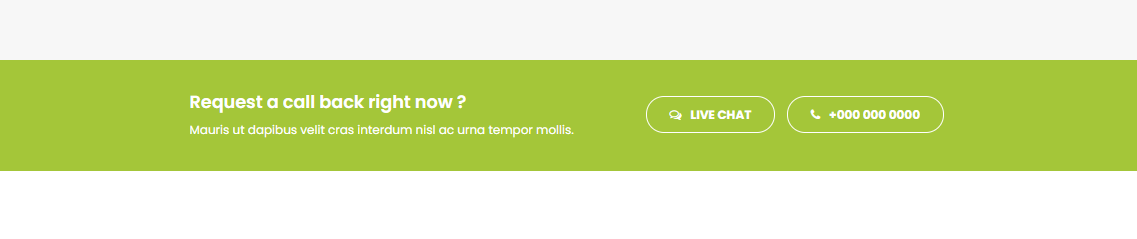 Request a call back right now ?
Mauris ut dapibus velit cras interdum nisl ac urna tempor mollis.
LIVE CHAT
+000 000 0000